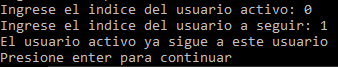 Ingrese el indice del usuario activo: 0
Ingrese el indice del usuario a seguir: 1
El usuario activo ya sigue a este usuario
Presione enter para continuar